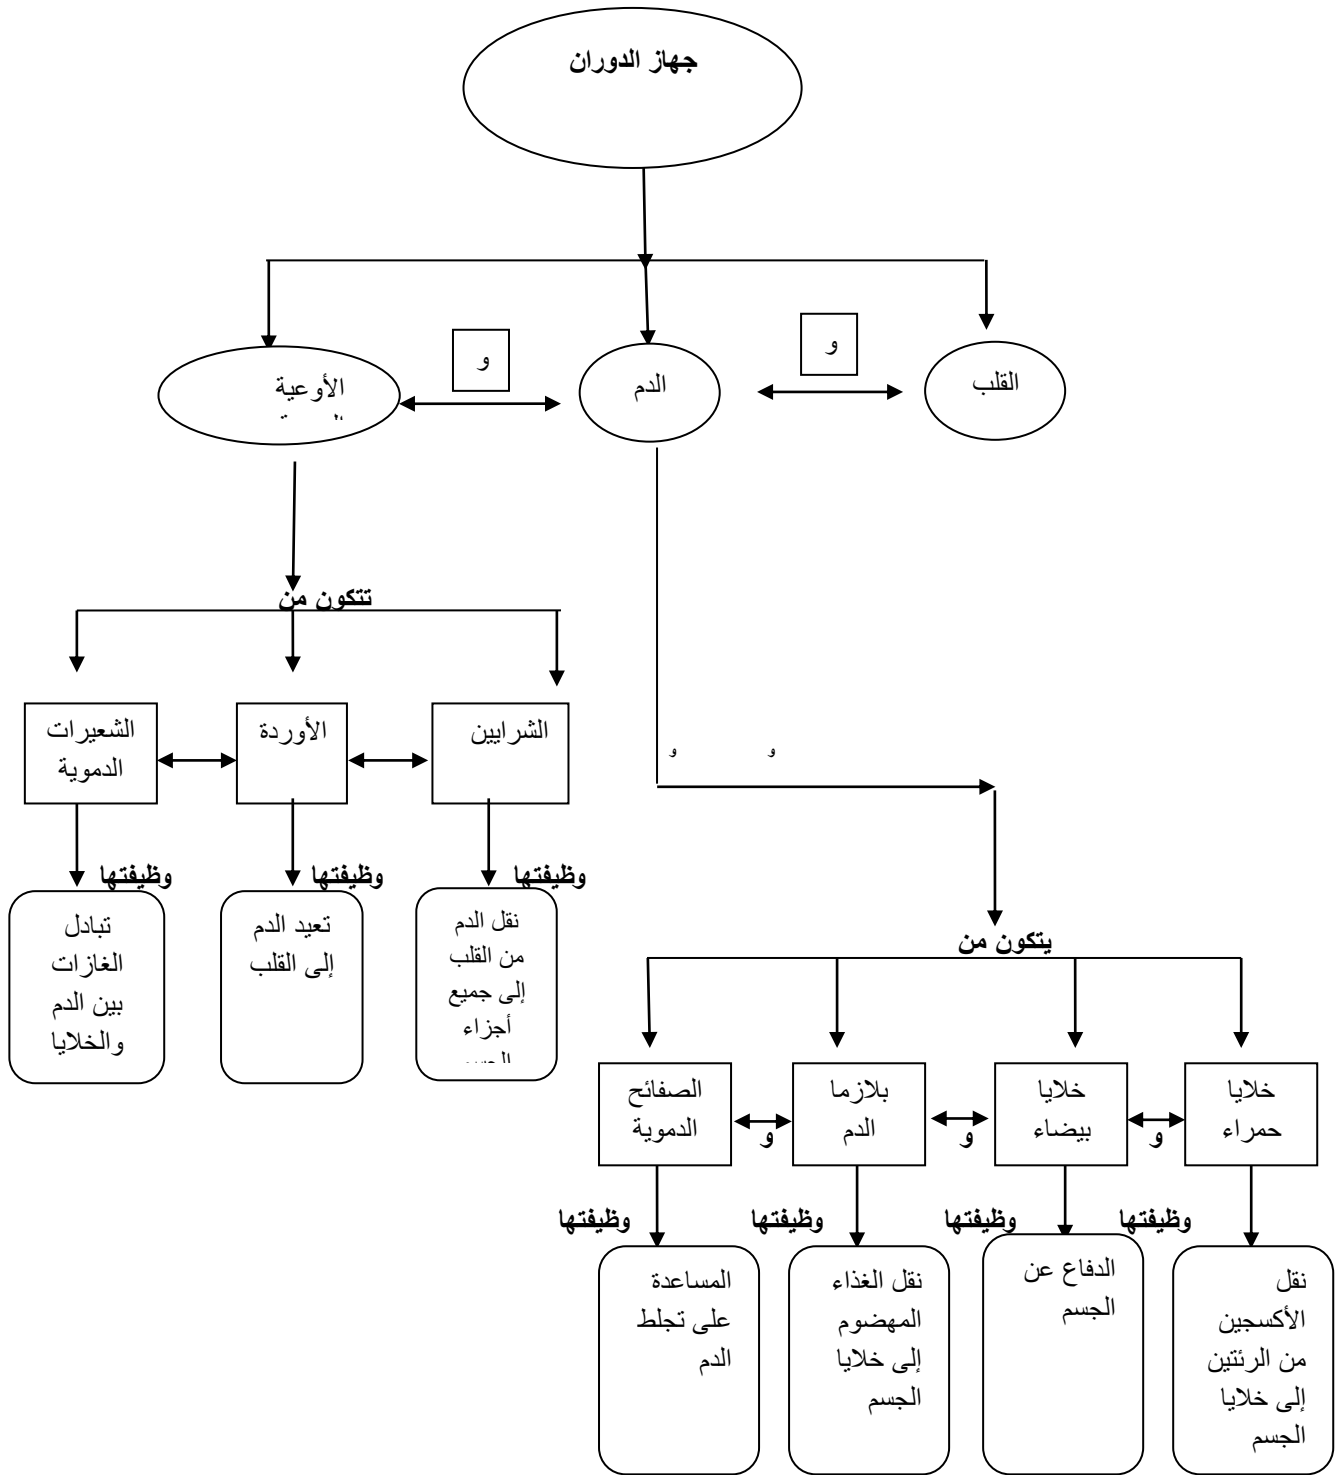 جهاز الدوران
القلب
و
الدم
و
الأوعية
تتكون من
الشرايين
الأوردة
الشعيرات
الدموية
و
و
وظيفتها
وظيفتها
وظيفتها
نقل الدم
من القلب
إلى جميع
أجزاء
تعيد الدم
إلى القلب
تبادل
الغازات
بين الدم
والخلايا
يتكون من
خلايا
حمراء
و
خلايا
بيضاء
و
بلازما
الدم
و
الصفائح
الدموية
وظيفتها
وظيفتها
وظيفتها
وظيفتها
نقل
الأكسجين
من الرئتين
إلى خلايا
الجسم
الدفاع عن
الجسم
نقل الغذاء
المهضوم
إلى خلايا
الجسم
المساعدة
على تجلط
الدم